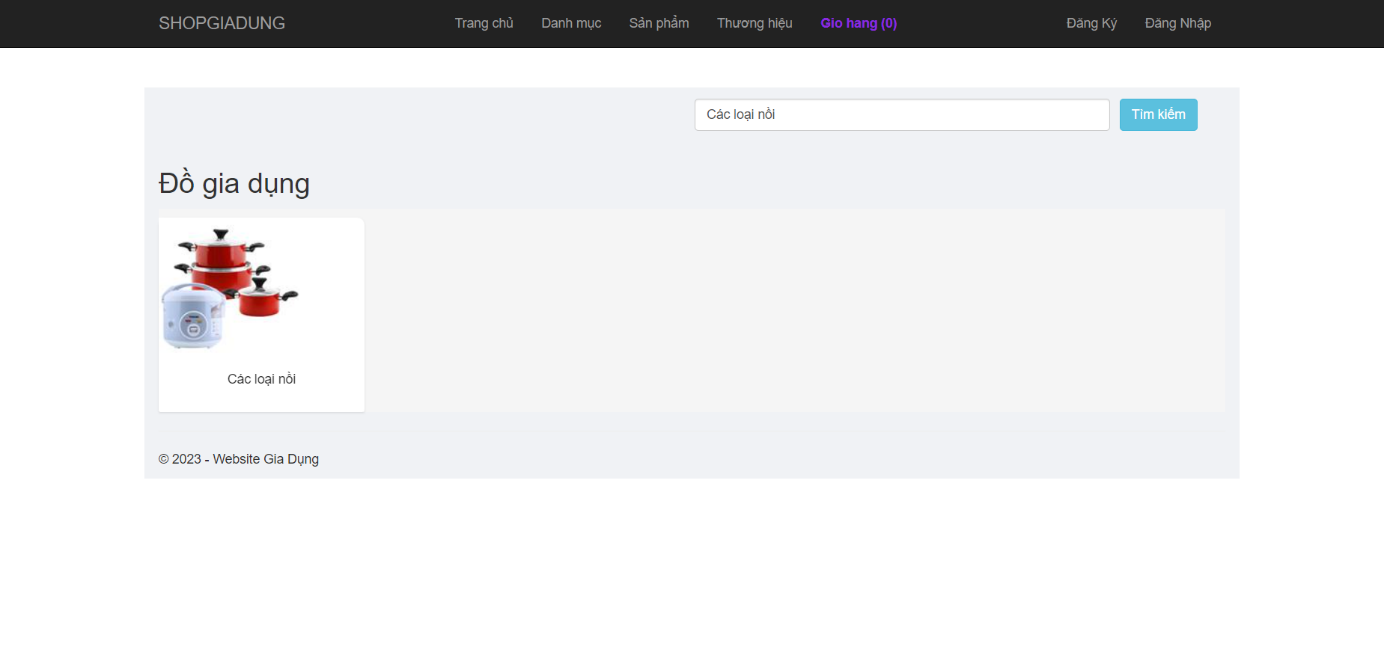 SHOPGIADUNG Trang chủ Danh mục Sản phẩm Thương hiệu Gio hang (0) Đăng Ký Đăng Nhập
Các loại nồi Tìm kiếm
Đồ gia dụng
Các loại nồi
© 2023 - Website Gia Dụng